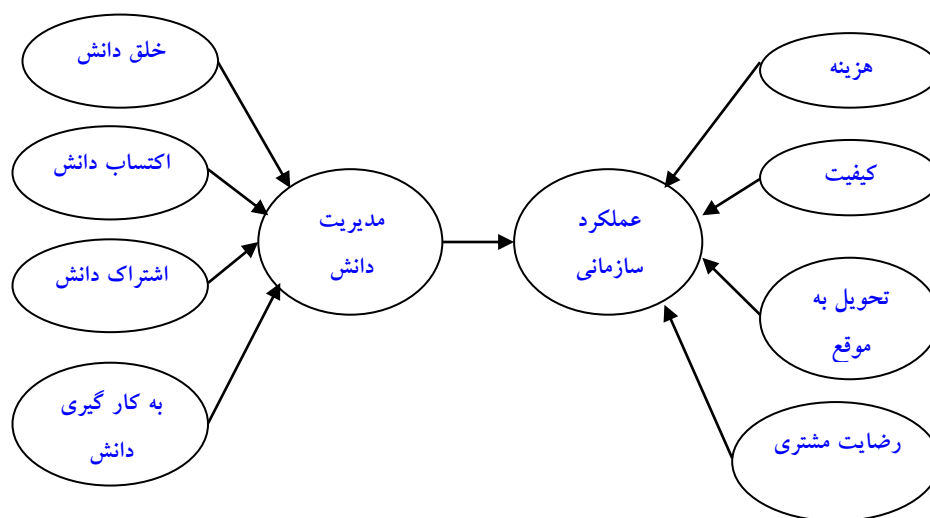 خلق دانش
اکتساب دانش
اشتراک دانش
به کار گیری
دانش
مدیریت
دانش
عملکرد
سازمانی
هزینه
کیفیت
تحویل به
موقع
رضایت مشتری